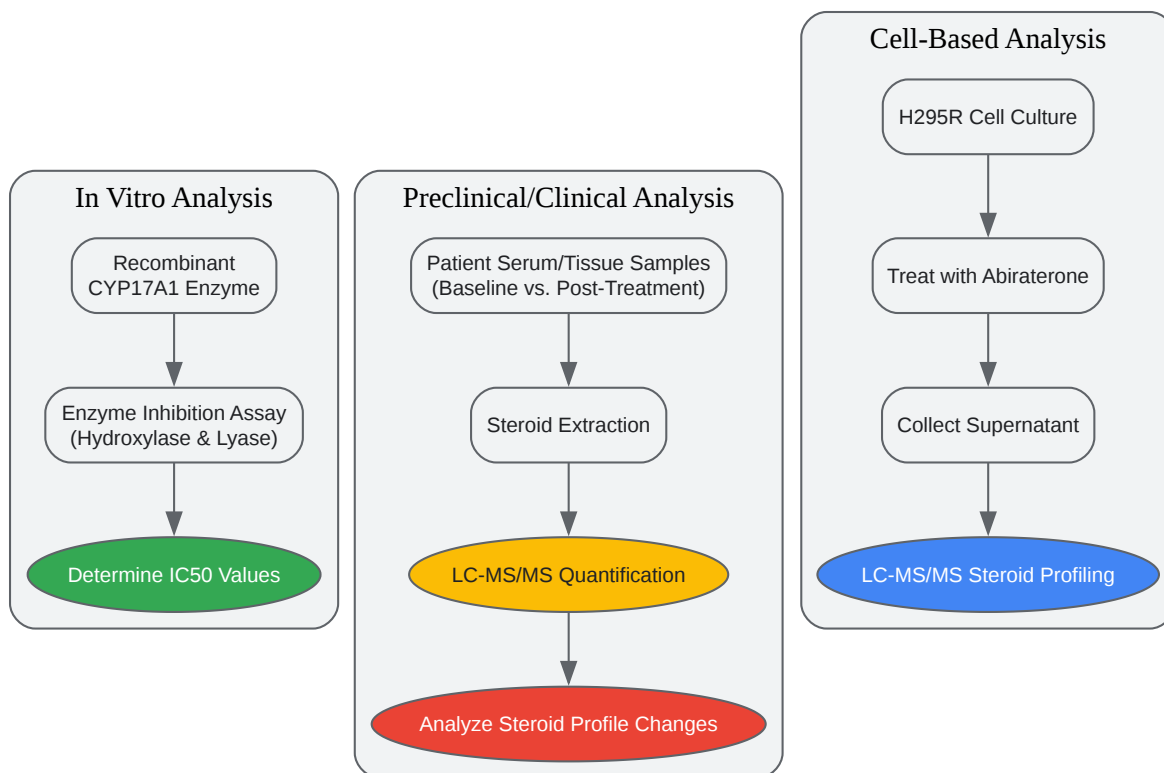 In Vitro Analysis
Recombinant
CYP17A1 Enzyme
Enzyme Inhibition Assay
(Hydroxylase & Lyase)
Determine IC50 Values
Preclinical/Clinical Analysis
Patient Serum/Tissue Samples
(Baseline vs. Post-Treatment)
Steroid Extraction
LC-MS/MS Quantification
Analyze Steroid Profile Changes
Cell-Based Analysis
H295R Cell Culture
Treat with Abiraterone
Collect Supernatant
LC-MS/MS Steroid Profiling